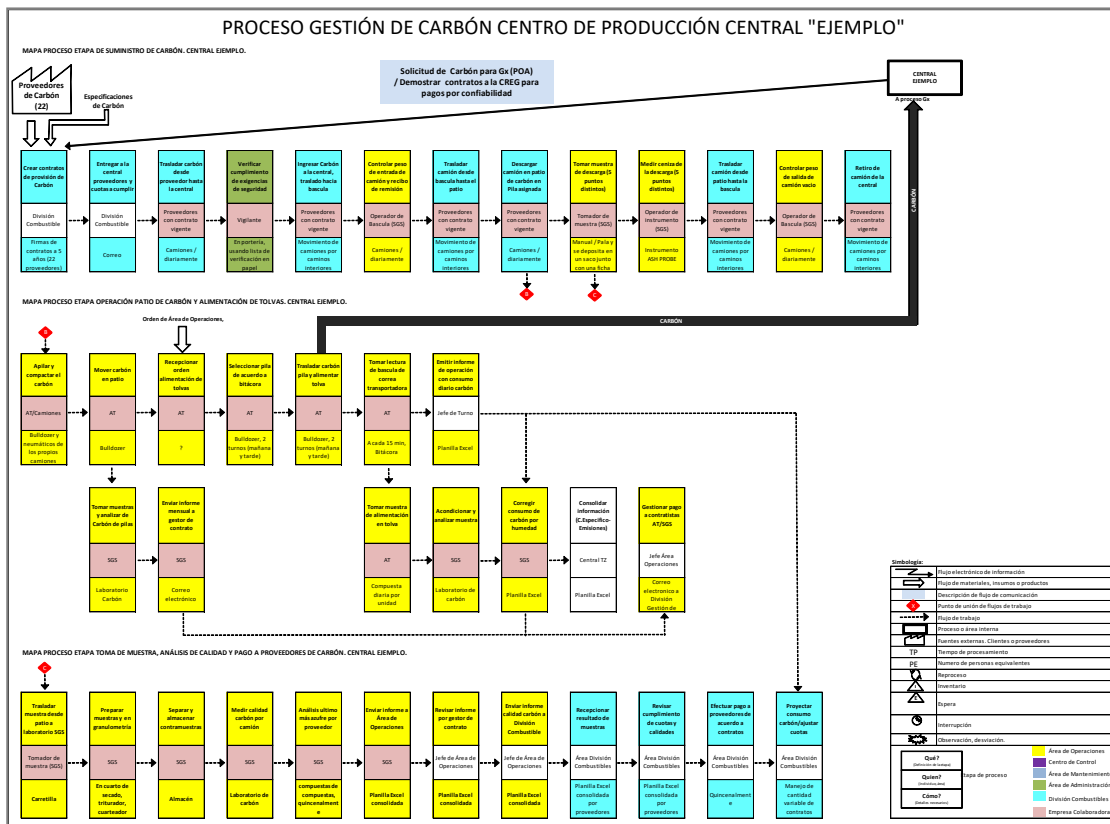 PROCESO GESTIÓN DE CARBÓN CENTRO DE PRODUCCIÓN CENTRAL "EJEMPLO"
MAPA PROCESO ETAPA DE SUMINISTRO DE CARBÓN. CENTRAL EJEMPLO.
Proveedores
de Carbón
(22)
Especificaciones
de Carbón
Solicitud de Carbón para Gx (POA)
/ Demostrar contratos a la CREG para
pagos por confiabilidad
CENTRAL
EJEMPLO
A proceso Gx
Crear contratos
de provisión de
Carbón
División
Combustible
Firmas de
contratos a 5
años (22
proveedores)
Entregar a la
central
proveedores y
cuotas a cumplir
División
Combustible
Correo
Trasladar carbón
desde
proveedor hasta
la central
Proveedores
con contrato
vigente
Camiones /
diariamente
Verificar
cumplimiento
de exigencias
de seguridad
Vigilante
En portería,
usando lista de
verificación en
papel
Ingresar Carbón
a la central,
traslado hacia
bascula
Proveedores
con contrato
vigente
Movimiento de
camiones por
caminos
interiores
Controlar peso
de entrada de
camión y recibo
de remisión
Operador de
Bascula (SGS)
Camiones /
diariamente
Trasladar
camión desde
bascula hasta el
patio
Proveedores
con contrato
vigente
Movimiento de
camiones por
caminos
interiores
Descargar
camión en patio
de carbón en
Pila asignada
Proveedores
con contrato
vigente
Camiones /
diariamente
Tomar muestra
de descarga (5
puntos
distintos)
Tomador de
muestra (SGS)
Manual / Pala y
se deposita en
un saco junto
con una ficha
Medir ceniza de
la descarga (5
puntos
distintos)
Operador de
instrumento
(SGS)
Instrumento
ASH PROBE
Trasladar
camión desde
patio hasta la
bascula
Proveedores
con contrato
vigente
Movimiento de
camiones por
caminos
interiores
Controlar peso
de salida de
camión vacio
Operador de
Bascula (SGS)
Camiones /
diariamente
Retiro de
camión de la
central
Proveedores
con contrato
vigente
Movimiento de
camiones por
caminos
interiores
CARBÓN
B
C
MAPA PROCESO ETAPA OPERACIÓN PATIO DE CARBÓN Y ALIMENTACIÓN DE TOLVAS. CENTRAL EJEMPLO.
B
Orden de Área de Operaciones,
CARBÓN
Apilar y
compactar el
carbón
AT/Camiones
Bulldozer y
neumáticos de
los propios
camiones
Mover carbón
en patio
AT
Bulldozer
Recepcionar
orden
alimentación de
tolvas
AT
?
Seleccionar pila
de acuerdo a
bitácora
AT
Bulldozer, 2
turnos (mañana
y tarde)
Trasladar carbón
pila y alimentar
tolva
AT
Bulldozer, 2
turnos (mañana
y tarde)
Tomar lectura
de bascula de
correa
transportadora
AT
A cada 15 min,
Bitácora
Emitir informe
de operación
con consumo
diario carbón
Jefe de Turno
Planilla Excel
Tomar muestras
y analizar de
Carbón de pilas
SGS
Laboratorio
Carbón
Enviar informe
mensual a
gestor de
contrato
SGS
Correo
electrónico
Tomar muestra
de alimentación
en tolva
AT
Compuesta
diaria por
unidad
Acondicionar y
analizar muestra
SGS
Laboratorio de
carbón
Corregir
consumo de
carbón por
humedad
SGS
Planilla Excel
Consolidar
información
(C.Especifico-
Emisiones)
Central TZ
Planilla Excel
Gestionar pago
a contratistas
AT/SGS
Jefe Área
Operaciones
Correo
electronico a
División
Gestión de
MAPA PROCESO ETAPA TOMA DE MUESTRA, ANÁLISIS DE CALIDAD Y PAGO A PROVEEDORES DE CARBÓN. CENTRAL EJEMPLO.
C
Trasladar
muestra desde
patio a
laboratorio SGS
Tomador de
muestra (SGS)
Carretilla
Preparar
muestras y en
granulometría
SGS
En cuarto de
secado,
triturador,
cuarteador
Separar y
almacenar
contramuestras
SGS
Almacén
Medir calidad
carbón por
camión
SGS
Laboratorio de
carbón
Análisis ultimo
más azufre por
proveedor
SGS
compuestas de
compuestas,
quincenalment
e
Enviar informe a
Área de
Operaciones
SGS
Planilla Excel
consolidada
Revisar informe
por gestor de
contrato
Jefe de Área de
Operaciones
Planilla Excel
consolidada
Enviar informe
calidad carbón a
División
Combustible
Jefe de Área de
Operaciones
Planilla Excel
consolidada
Recepcionar
resultado de
muestras
Área División
Combustibles
Planilla Excel
consolidada
por
proveedores
Revisar
cumplimiento
de cuotas y
calidades
Área División
Combustibles
Planilla Excel
consolidada
por
proveedores
Efectuar pago a
proveedores de
acuerdo a
contratos
Área División
Combustibles
Quincenalment
e
Proyectar
consumo
carbón/ajustar
cuotas
Área División
Combustibles
Manejo de
cantidad
variable de
contratos
Simbología:
Flujo electrónico de información
Flujo de materiales, insumos o productos
Descripción de flujo de comunicación
X
Punto de unión de flujos de trabajo
Flujo de trabajo
Proceso o área interna
Fuentes externas. Clientes o proveedores
TP
Tiempo de procesamiento
PE
Numero de personas equivalentes
Reproceso
Inventario
Espera
Interrupción
Observación, desviación.
Qué?
Quien?
Cómo?
tapa de proceso
Área de Operaciones
Centro de Control
Área de Mantenimiento
Área de Administración
División Combustibles
Empresa Colaboradora